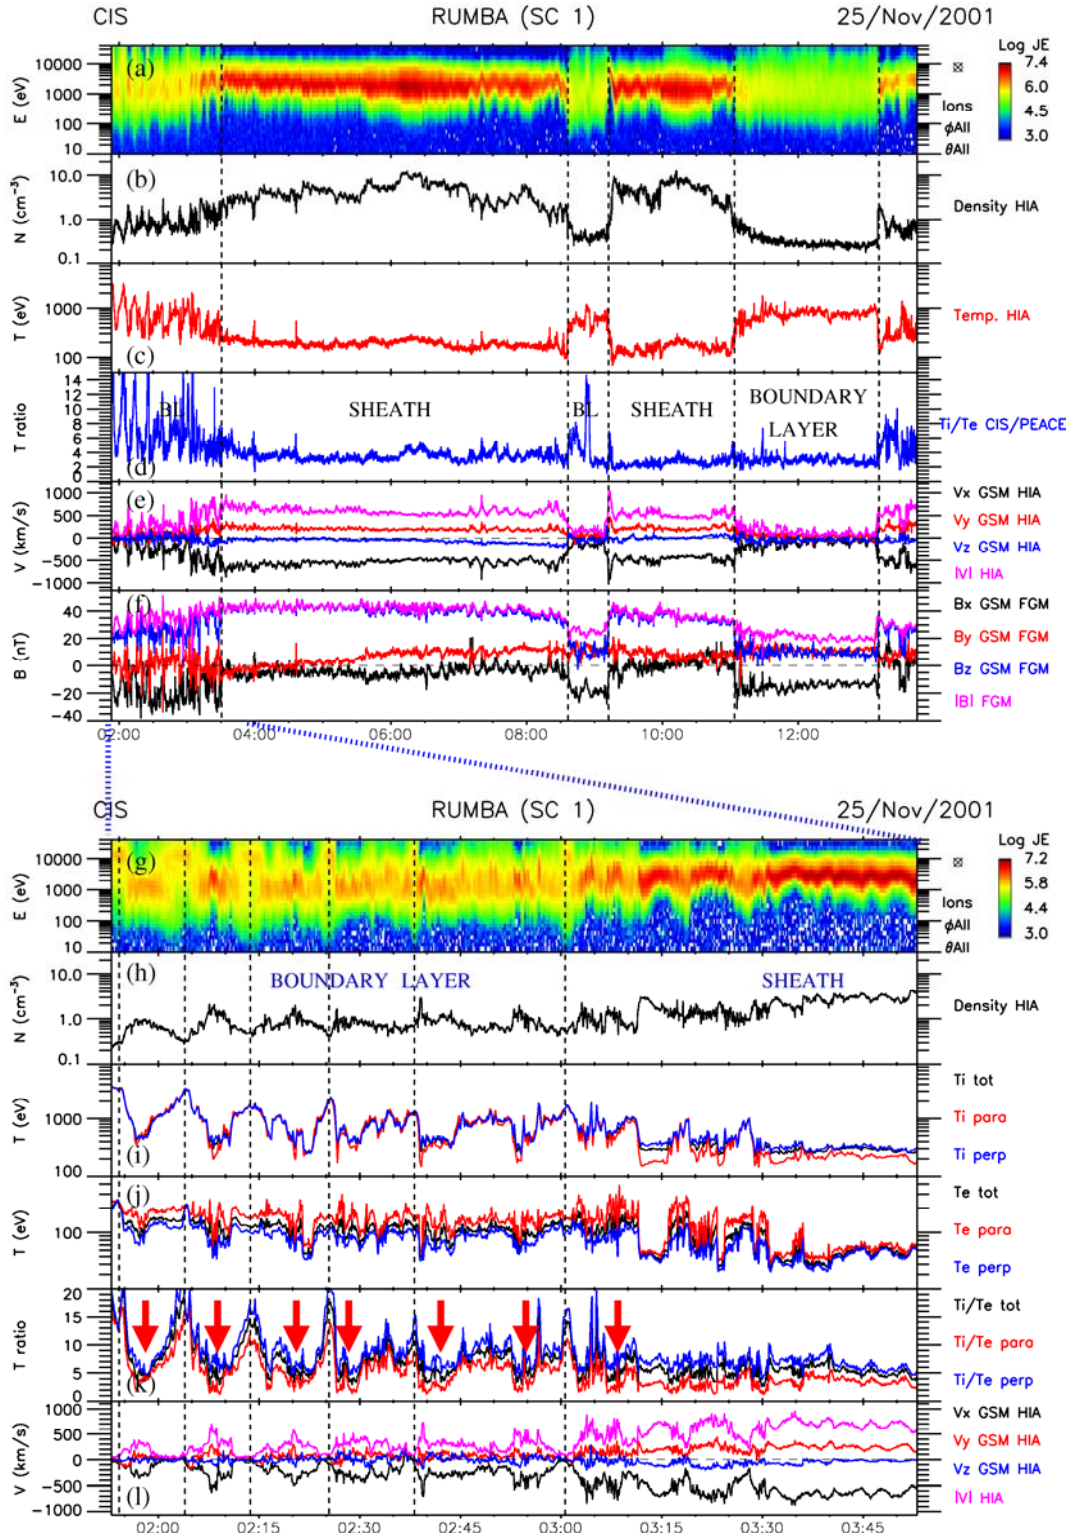 CIS RUMBA (SC 1) 25/Nov/2001
(a)
E (eV)
10000
1000
100
10
Log JE
7.4
6.0
4.5
3.0
Ions
φAll
θAll
(b)
N (cm⁻³)
10.0
1.0
0.1
Density HIA
(c)
T (eV)
1000
100
Temp. HIA
(d)
T ratio
14
12
10
8
6
4
2
0
BL SHEATH BL SHEATH BOUNDARY
LAYER
Ti/Te CIS/PEACE
(e)
V (km/s)
1000
500
0
-500
-1000
Vx GSM HIA
Vy GSM HIA
Vz GSM HIA
|V| HIA
(f)
B (nT)
40
20
0
-20
-40
Bx GSM FGM
By GSM FGM
Bz GSM FGM
|B| FGM
02:00 04:00 06:00 08:00 10:00 12:00
CIS RUMBA (SC 1) 25/Nov/2001
(g)
E (eV)
10000
1000
100
10
Log JE
7.2
5.8
4.4
3.0
Ions
φAll
θAll
(h)
N (cm⁻³)
10.0
1.0
0.1
BOUNDARY LAYER SHEATH
Density HIA
(i)
T (eV)
1000
100
Ti tot
Ti para
Ti perp
(j)
T (eV)
100
Te tot
Te para
Te perp
(k)
T ratio
20
15
10
5
0
Ti/Te tot
Ti/Te para
Ti/Te perp
(l)
V (km/s)
1000
500
0
-500
-1000
Vx GSM HIA
Vy GSM HIA
Vz GSM HIA
|V| HIA
02:00 02:15 02:30 02:45 03:00 03:15 03:30 03:45